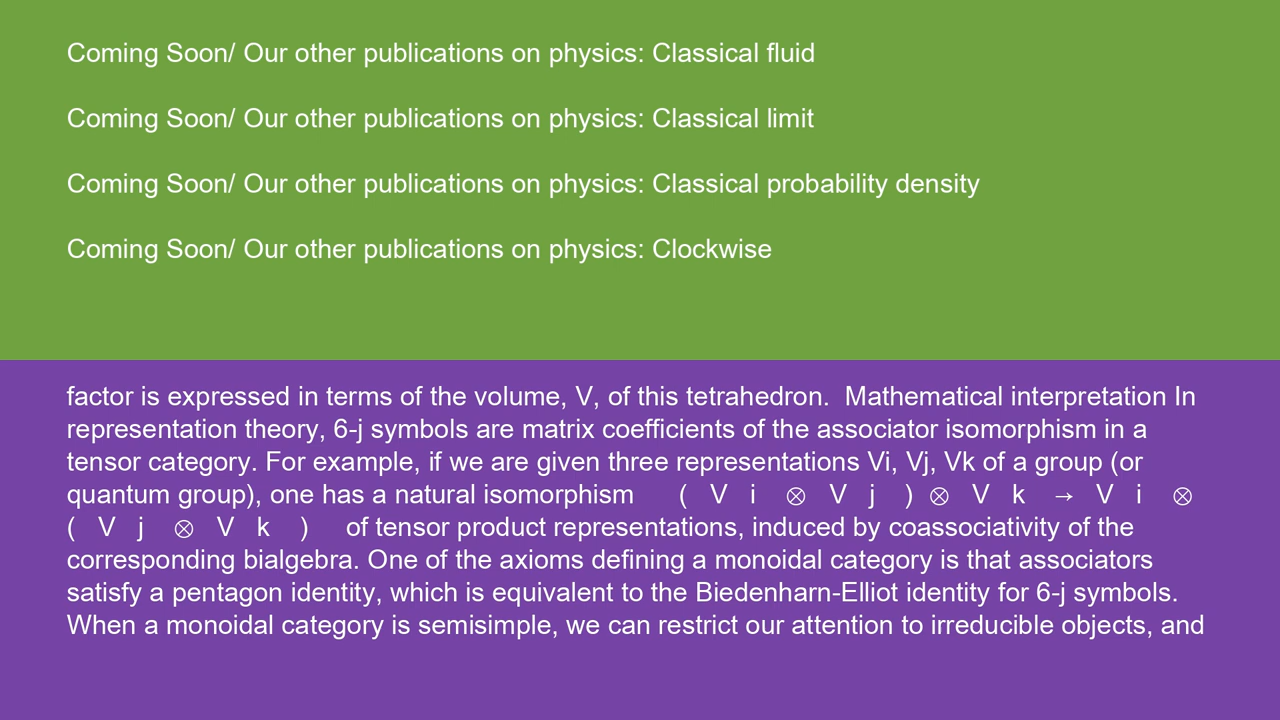 Coming Soon/ Our other publications on physics: Classical fluid
Coming Soon/ Our other publications on physics: Classical limit
Coming Soon/ Our other publications on physics: Classical probability density
Coming Soon/ Our other publications on physics: Clockwise
factor is expressed in terms of the volume, V, of this tetrahedron.  Mathematical interpretation In
representation theory, 6-j symbols are matrix coefficients of the associator isomorphism in a
tensor category. For example, if we are given three representations Vi, Vj, Vk of a group (or
quantum group), one has a natural isomorphism ( V i ⊗ V j ) ⊗ V k → V i ⊗
( V j ⊗ V k ) of tensor product representations, induced by coassociativity of the
corresponding bialgebra. One of the axioms defining a monoidal category is that associators
satisfy a pentagon identity, which is equivalent to the Biedenharn-Elliot identity for 6-j symbols.
When a monoidal category is semisimple, we can restrict our attention to irreducible objects, and